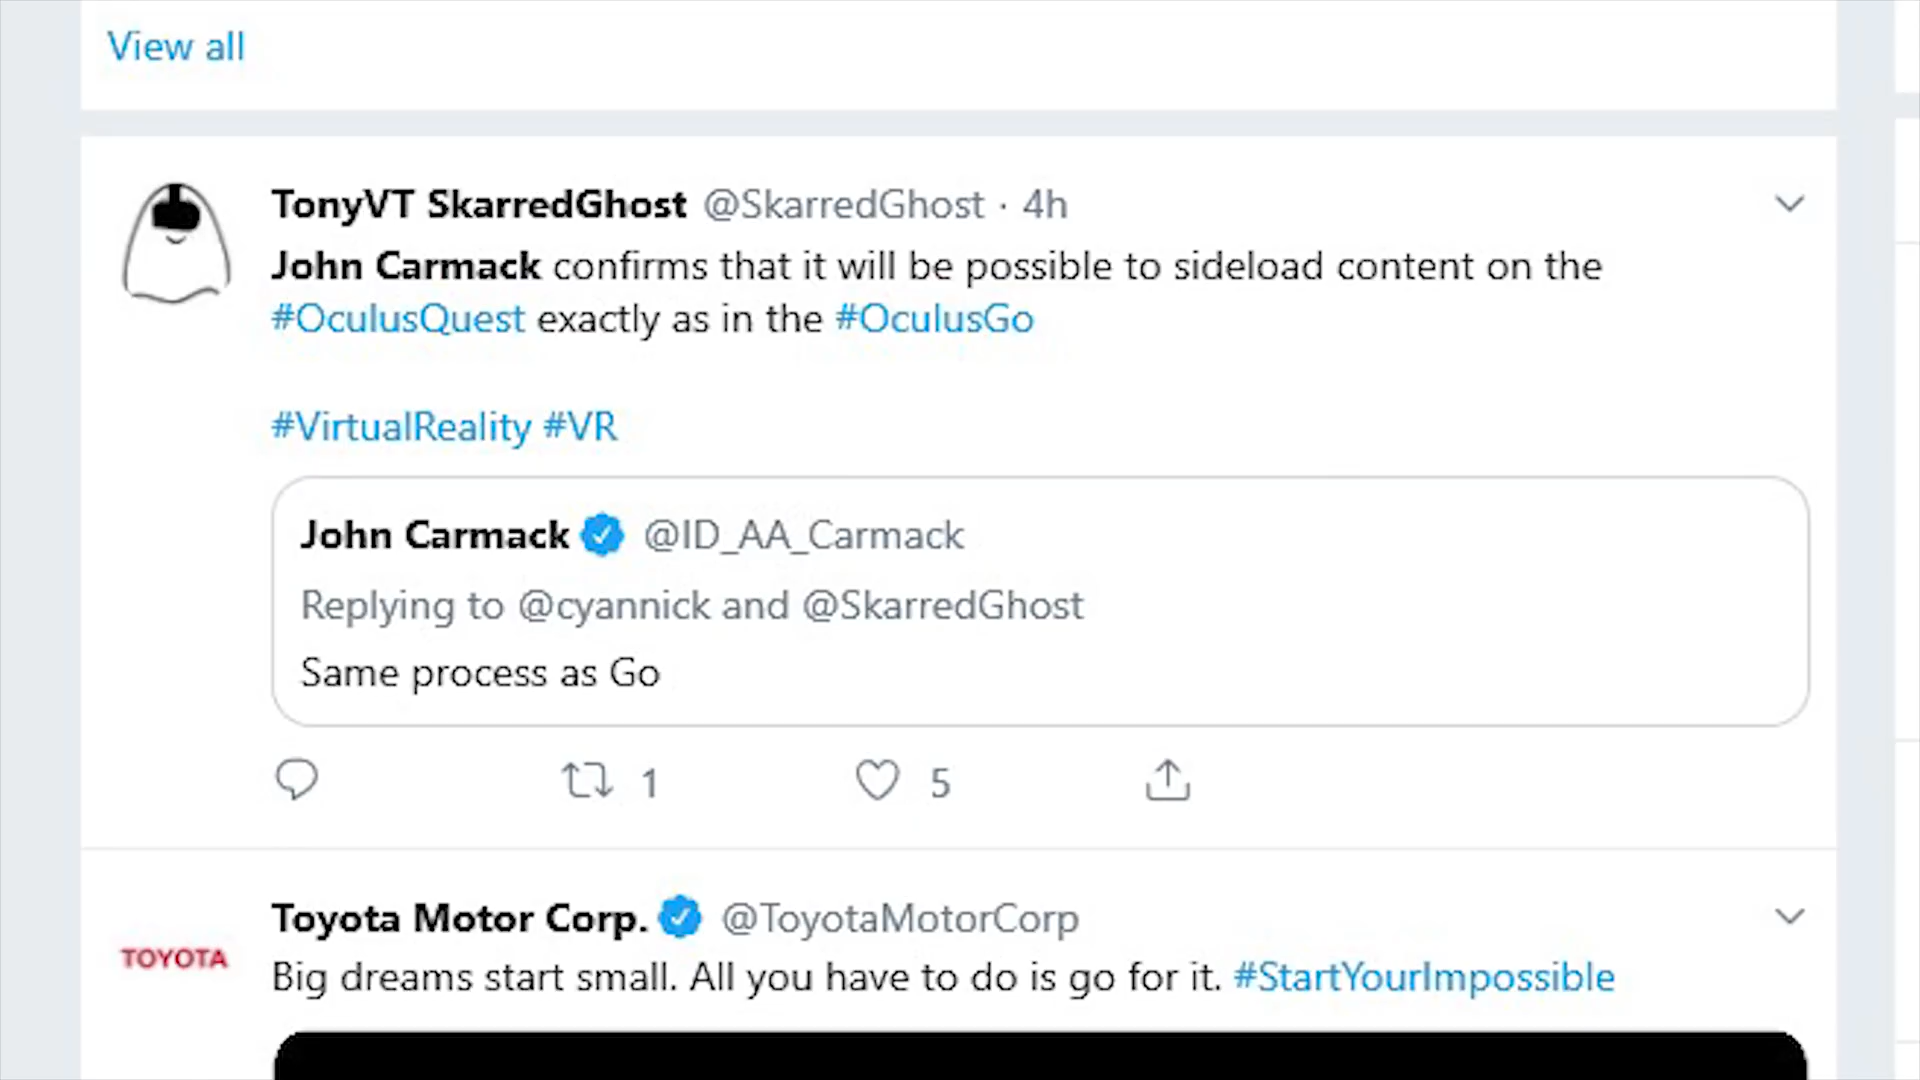 View all
TonyVT SkarredGhost @SkarredGhost · 4h
John Carmack confirms that it will be possible to sideload content on the
#OculusQuest exactly as in the #OculusGo
#VirtualReality #VR
John Carmack @ID_AA_Carmack
Replying to @cyannick and @SkarredGhost
Same process as Go
1 5
Toyota Motor Corp. @ToyotaMotorCorp
TOYOTA
Big dreams start small. All you have to do is go for it. #StartYourImpossible